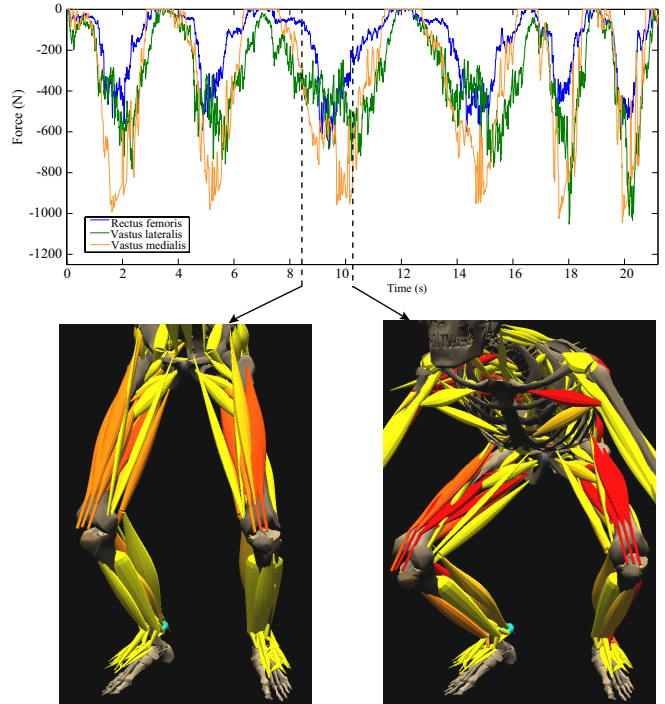 0
-200
-400
-600
-800
-1000
-1200
Force (N)
Rectus femoris
Vastus lateralis
Vastus medialis
0 2 4 6 8 10 12 14 16 18 20
Time (s)